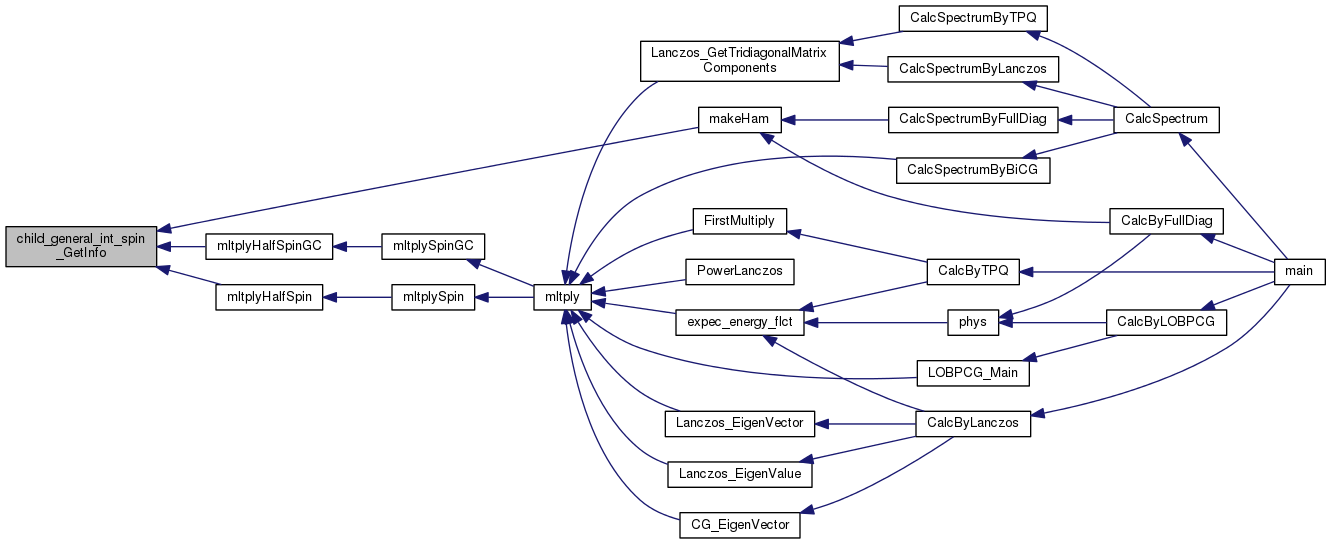 CalcSpectrumByTPQ
Lanczos_GetTridiagonalMatrix
Components
CalcSpectrumByLanczos
makeHam
CalcSpectrumByFullDiag
CalcSpectrum
CalcSpectrumByBiCG
child_general_int_spin
_GetInfo
mltplyHalfSpinGC
mltplySpinGC
FirstMultiply
CalcByFullDiag
PowerLanczos
CalcByTPQ
main
mltplyHalfSpin
mltplySpin
mltply
expec_energy_flct
phys
CalcByLOBPCG
LOBPCG_Main
Lanczos_EigenVector
CalcByLanczos
Lanczos_EigenValue
CG_EigenVector